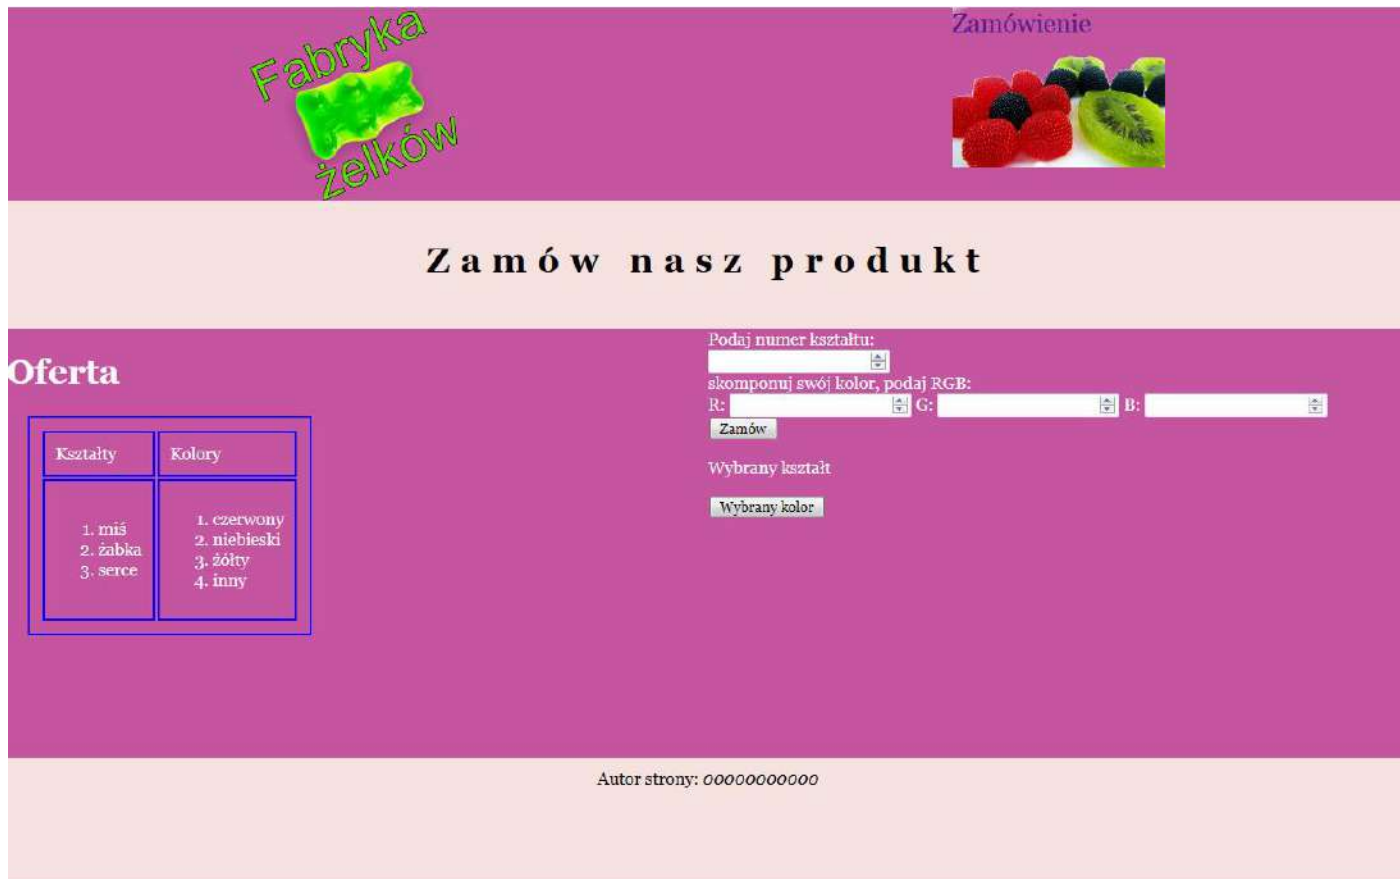 Fabryka
żelków
Zamówienie
Zamów nasz produkt
Oferta
Kształty Kolory
1. miś
2. żabka
3. serce
1. czerwony
2. niebieski
3. żółty
4. inny
Podaj numer kształtu:
skomponuj swój kolor, podaj RGB:
R: G: B:
Zamów
Wybrany kształt
Wybrany kolor
Autor strony: 00000000000